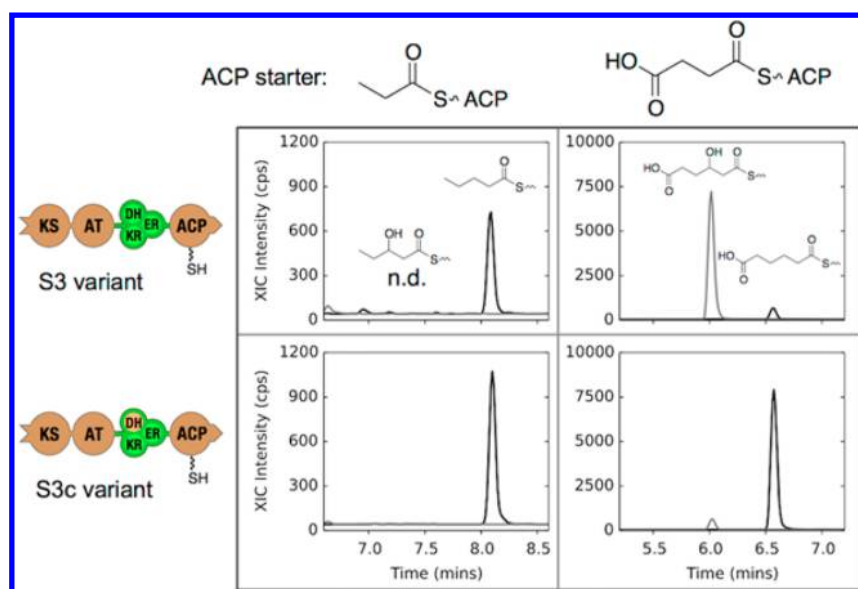 ACP starter:
O
S ACP
HO
O
O
S ACP
KS AT DH KR ER ACP
SH
S3 variant
XIC Intensity (cps)
1200
900
600
300
0
O
S
OH O
S
n.d.
10000
7500
5000
2500
0
OH O
HO
O
S
O
HO
O
S
KS AT DH KR ER ACP
SH
S3c variant
XIC Intensity (cps)
1200
900
600
300
0
7.0 7.5 8.0 8.5
Time (mins)
10000
7500
5000
2500
0
5.5 6.0 6.5 7.0
Time (mins)